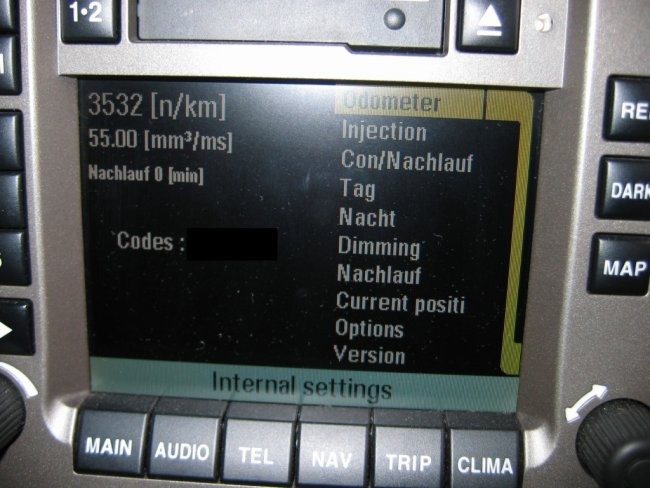 1•2
3532 [n/km]
55.00 [mm³/ms]
Nachlauf 0 [min]
Codes :
Odometer
Injection
Con/Nachlauf
Tag
Nacht
Dimming
Nachlauf
Current positi
Options
Version
Internal settings
RE
DARK
MAP
MAIN AUDIO TEL NAV TRIP CLIMA